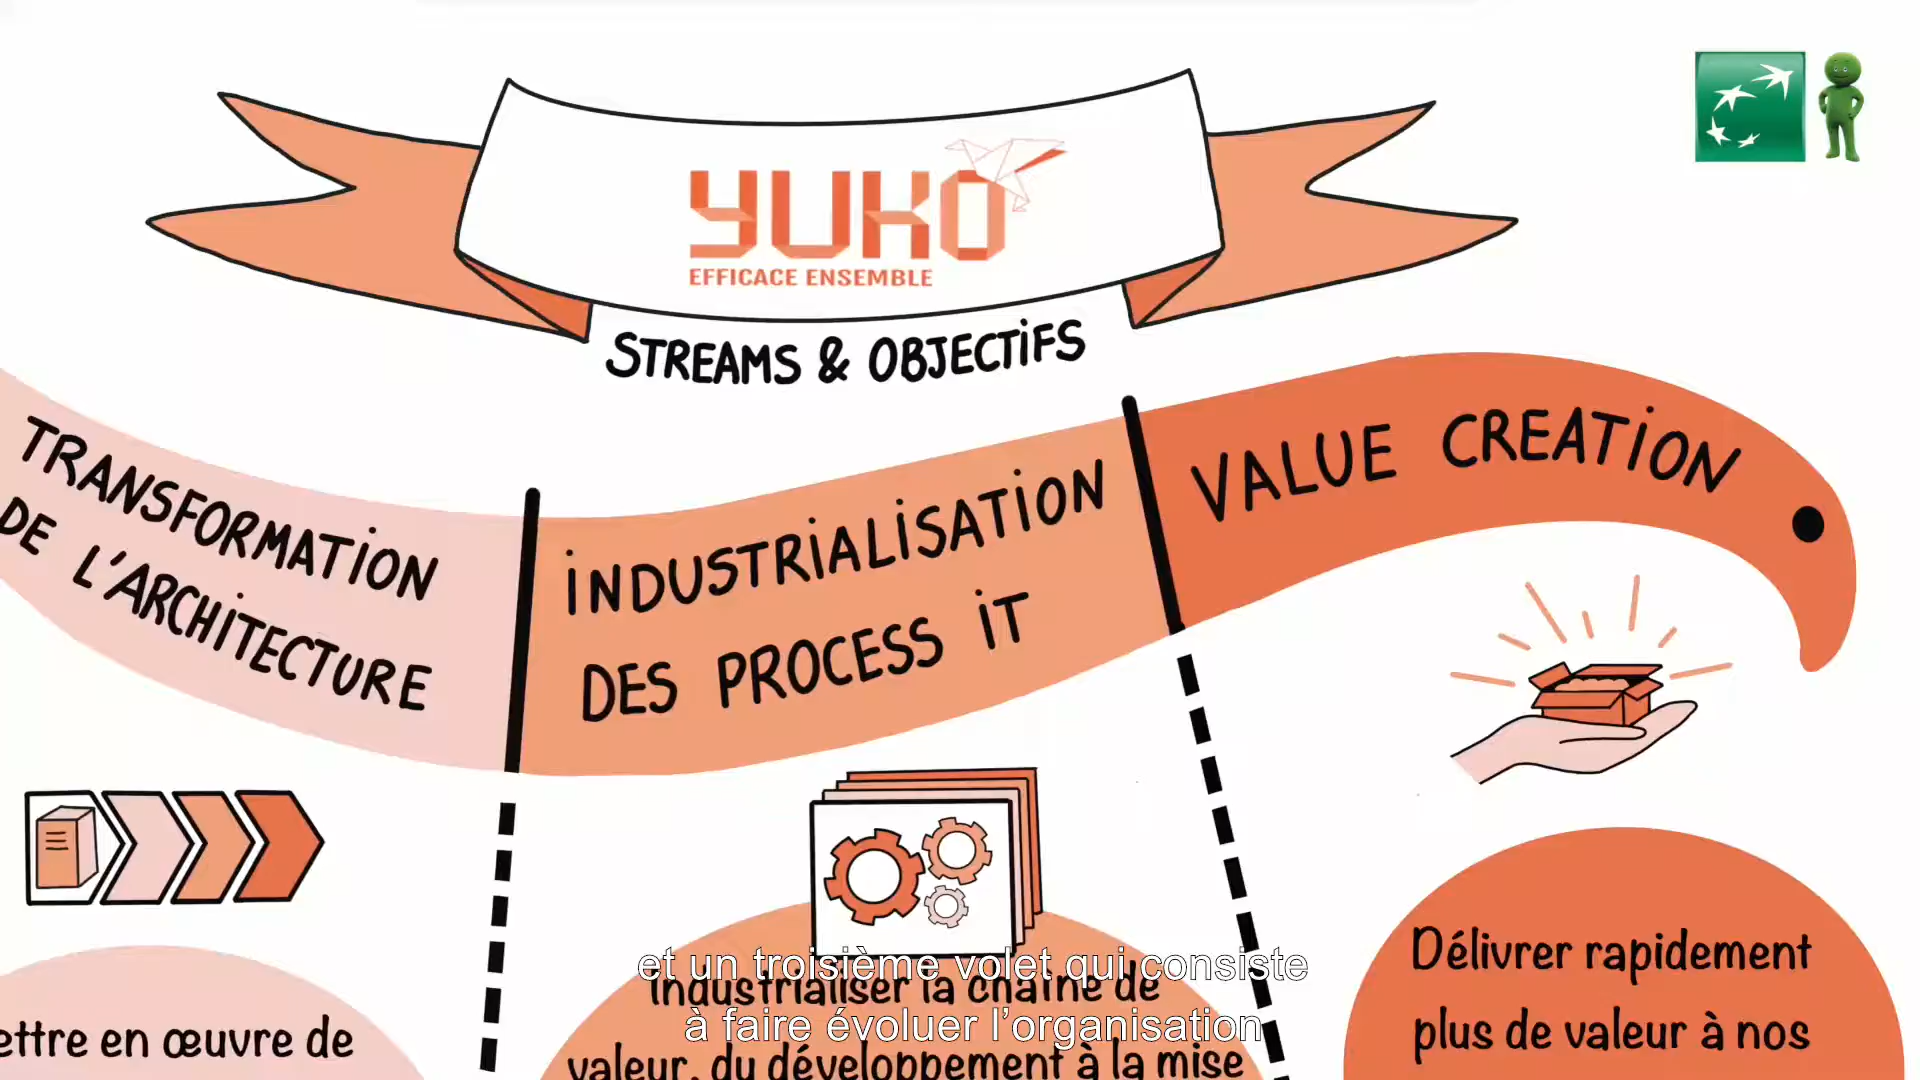 YUKO
EFFICACE ENSEMBLE
STREAMS & OBJECTIFS
TRANSFORMATION
DE L'ARCHITECTURE
INDUSTRIALISATION
DES PROCESS IT
VALUE CREATION
Délivrer rapidement
plus de valeur à nos
Industrialiser la chaîne de
valeur, du développement à la mise
ettre en œuvre de
et un troisième volet qui consiste
à faire évoluer l’organisation